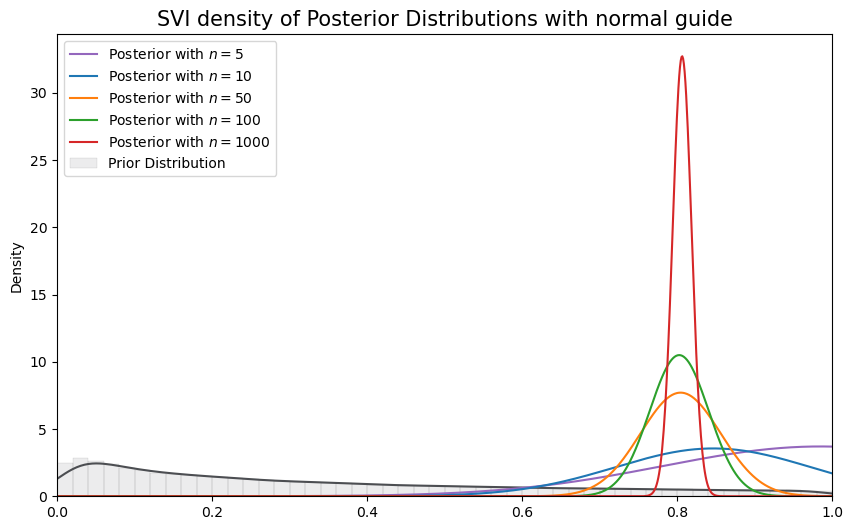 SVI density of Posterior Distributions with normal guide
Posterior with n = 5
Posterior with n = 10
Posterior with n = 50
Posterior with n = 100
Posterior with n = 1000
Prior Distribution
Density
30
25
20
15
10
5
0
0.0 0.2 0.4 0.6 0.8 1.0